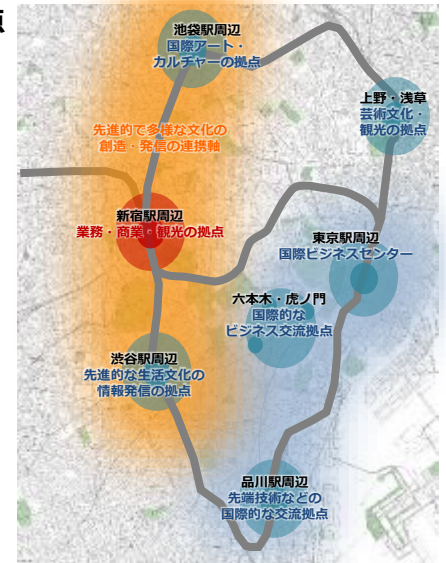 点
池袋駅周辺
国際アート・
カルチャーの拠点
上野・浅草
芸術文化・
観光の拠点
先進的で多様な文化の
創造・発信の連携軸
新宿駅周辺
業務・商業・観光の拠点
東京駅周辺
国際ビジネスセンター
六本木・虎ノ門
国際的な
ビジネス交流拠点
渋谷駅周辺
先進的な生活文化の
情報発信の拠点
品川駅周辺
先端技術などの
国際的な交流拠点